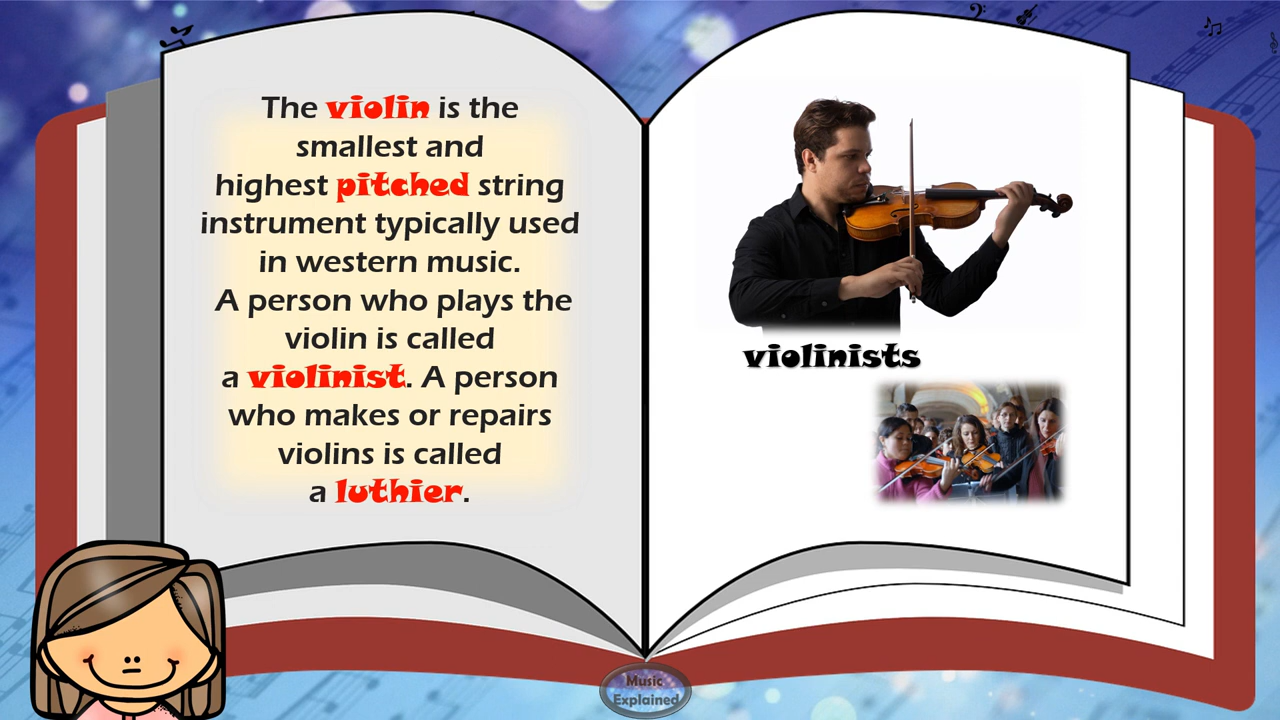 The violin is the
smallest and
highest pitched string
instrument typically used
in western music.
A person who plays the
violin is called
a violinist. A person
who makes or repairs
violins is called
a luthier.
violinists
Music
Explained